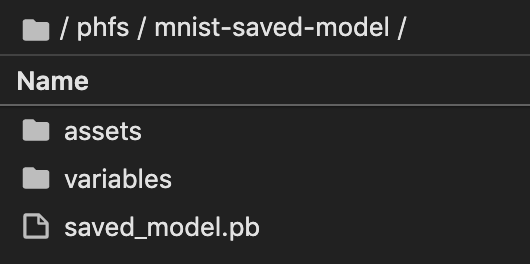 / phfs / mnist-saved-model /
Name
assets
variables
saved_model.pb